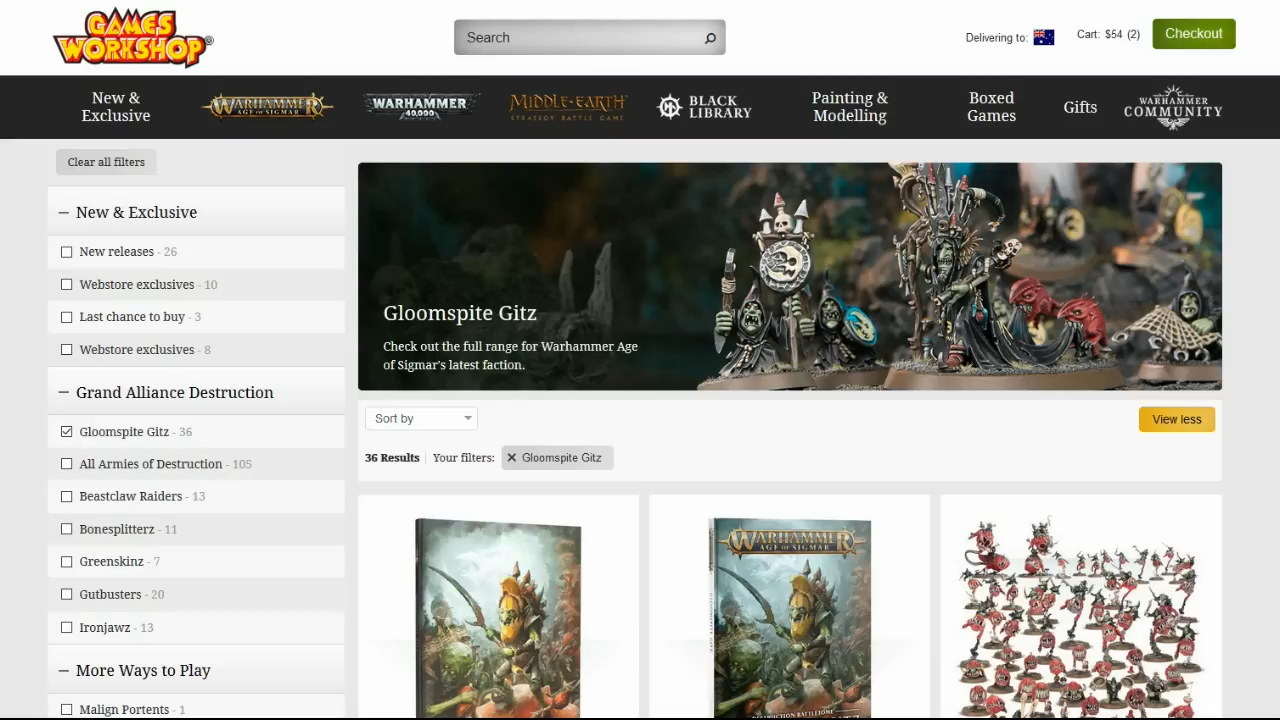 GAMES
WORKSHOP®
Search
Delivering to:
Cart: $54 (2)
Checkout
New &
Exclusive
WARHAMMER
AGE OF SIGMAR
WARHAMMER
40,000
MIDDLE-EARTH
STRATEGY BATTLE GAME
BLACK
LIBRARY
Painting &
Modelling
Boxed
Games
Gifts
WARHAMMER
COMMUNITY
Clear all filters
New & Exclusive
New releases - 26
Webstore exclusives - 10
Last chance to buy - 3
Webstore exclusives - 8
Grand Alliance Destruction
Gloomspite Gitz - 36
All Armies of Destruction - 105
Beastclaw Raiders - 13
Bonesplitterz - 11
Greenskinz - 7
Gutbusters - 20
Ironjawz - 13
More Ways to Play
Malign Portents - 1
Gloomspite Gitz
Check out the full range for Warhammer Age
of Sigmar's latest faction.
Sort by
View less
36 Results
Your filters:
Gloomspite Gitz
WARHAMMER
AGE OF SIGMAR
DESTRUCTION BATTLETOME